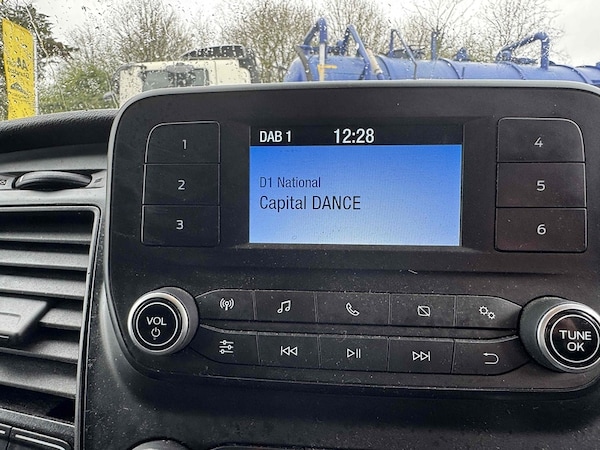 DAB 1 12:28
D1 National
Capital DANCE
1
2
3
4
5
6
VOL
TUNE
OK